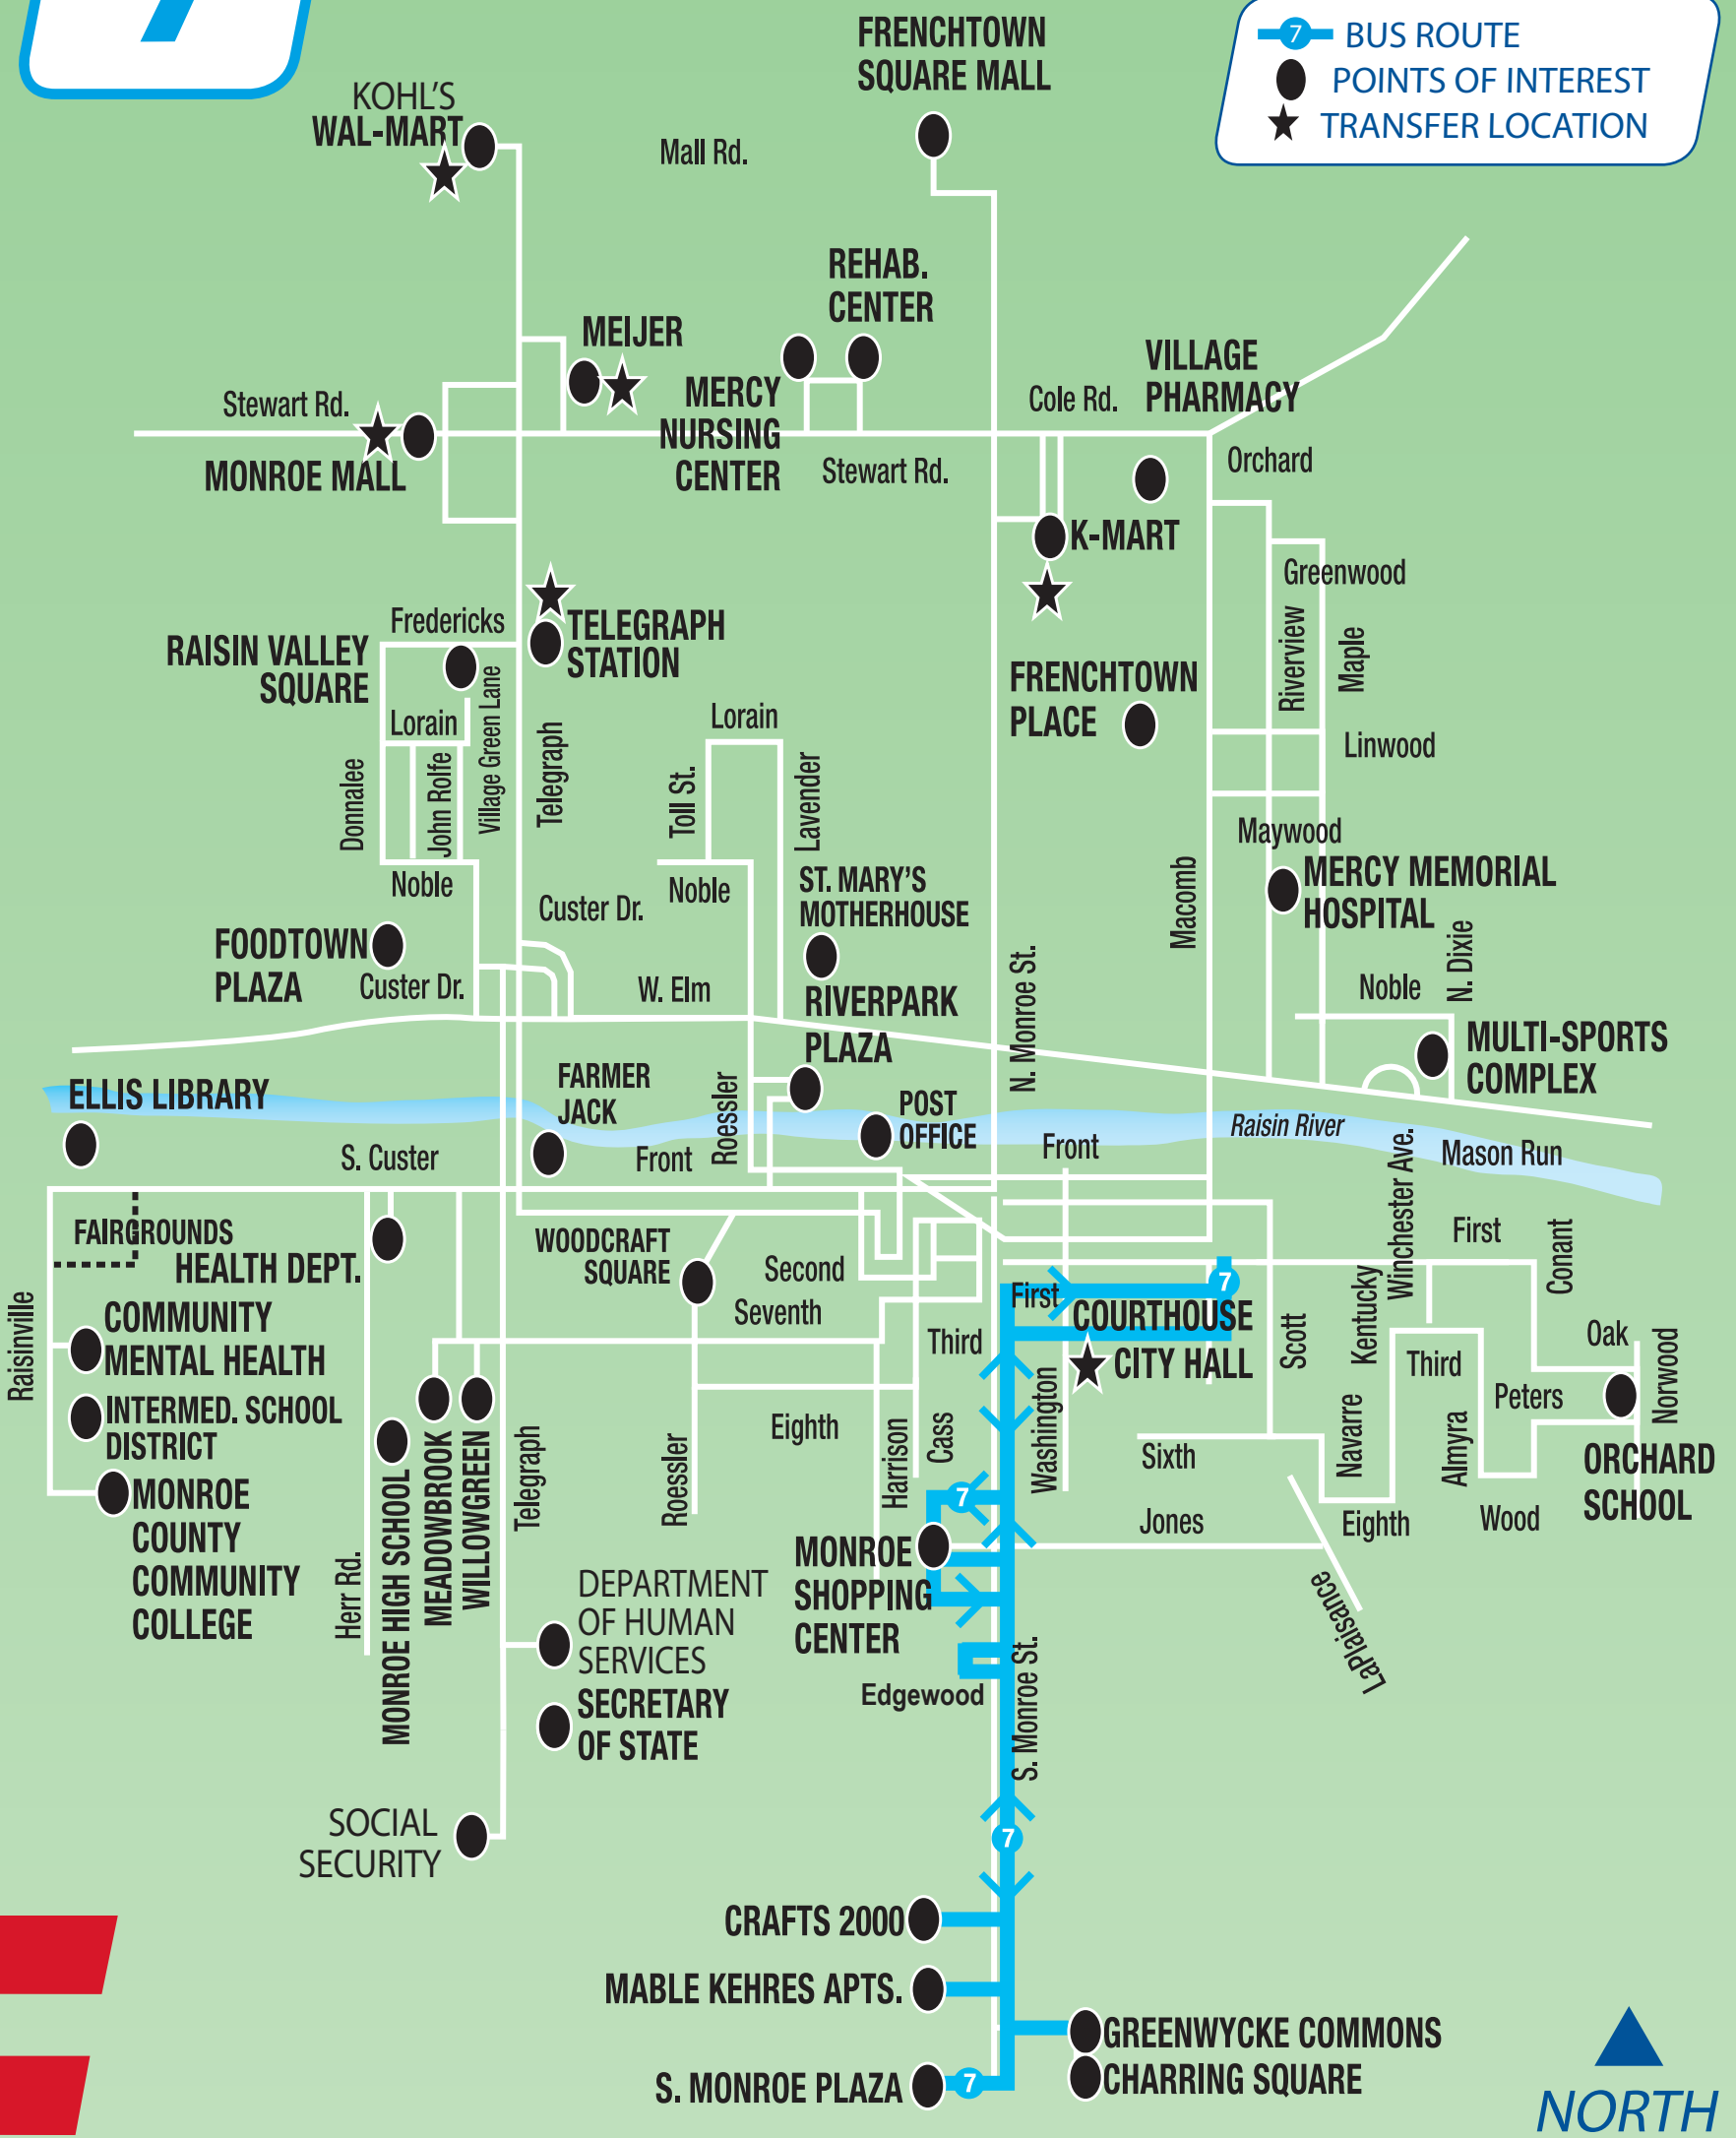 7
FRENCHTOWN
SQUARE MALL
7 BUS ROUTE
POINTS OF INTEREST
TRANSFER LOCATION
KOHL'S
WAL-MART
Mall Rd.
REHAB.
CENTER
MEIJER
MERCY
NURSING
CENTER
VILLAGE
PHARMACY
Cole Rd.
Stewart Rd.
MONROE MALL
Stewart Rd.
Orchard
K-MART
Greenwood
Riverview
Maple
Fredericks
TELEGRAPH
STATION
RAISIN VALLEY
SQUARE
FRENCHTOWN
PLACE
Lorain
Lorain
Linwood
Donnalee
John Rolfe
Village Green Lane
Telegraph
Toll St.
Lavender
Maywood
Macomb
Noble
Noble
ST. MARY'S
MOTHERHOUSE
MERCY MEMORIAL
HOSPITAL
Custer Dr.
FOODTOWN
PLAZA
Custer Dr.
W. Elm
N. Monroe St.
Noble
N. Dixie
RIVERPARK
PLAZA
MULTI-SPORTS
COMPLEX
ELLIS LIBRARY
FARMER
JACK
Roessler
POST
OFFICE
Raisin River
Mason Run
S. Custer
Front
Front
Winchester Ave.
FAIRGROUNDS
HEALTH DEPT.
WOODCRAFT
SQUARE
Second
Seventh
First
Conant
Raisinville
COMMUNITY
MENTAL HEALTH
7
First
COURTHOUSE
CITY HALL
Third
Scott
Kentucky
Third
Oak
Norwood
INTERMED. SCHOOL
DISTRICT
Peters
MONROE
COUNTY
COMMUNITY
COLLEGE
Herr Rd.
MONROE HIGH SCHOOL
MEADOWBROOK
WILLOWGREEN
Telegraph
Roessler
Eighth
Harrison
Cass
Washington
Sixth
Navarre
Almyra
ORCHARD
SCHOOL
7
Jones
Eighth
Wood
MONROE
SHOPPING
CENTER
LaPlaisance
DEPARTMENT
OF HUMAN
SERVICES
SECRETARY
OF STATE
Edgewood
S. Monroe St.
SOCIAL
SECURITY
7
CRAFTS 2000
MABLE KEHRES APTS.
GREENWYCKE COMMONS
CHARRING SQUARE
S. MONROE PLAZA
7
NORTH